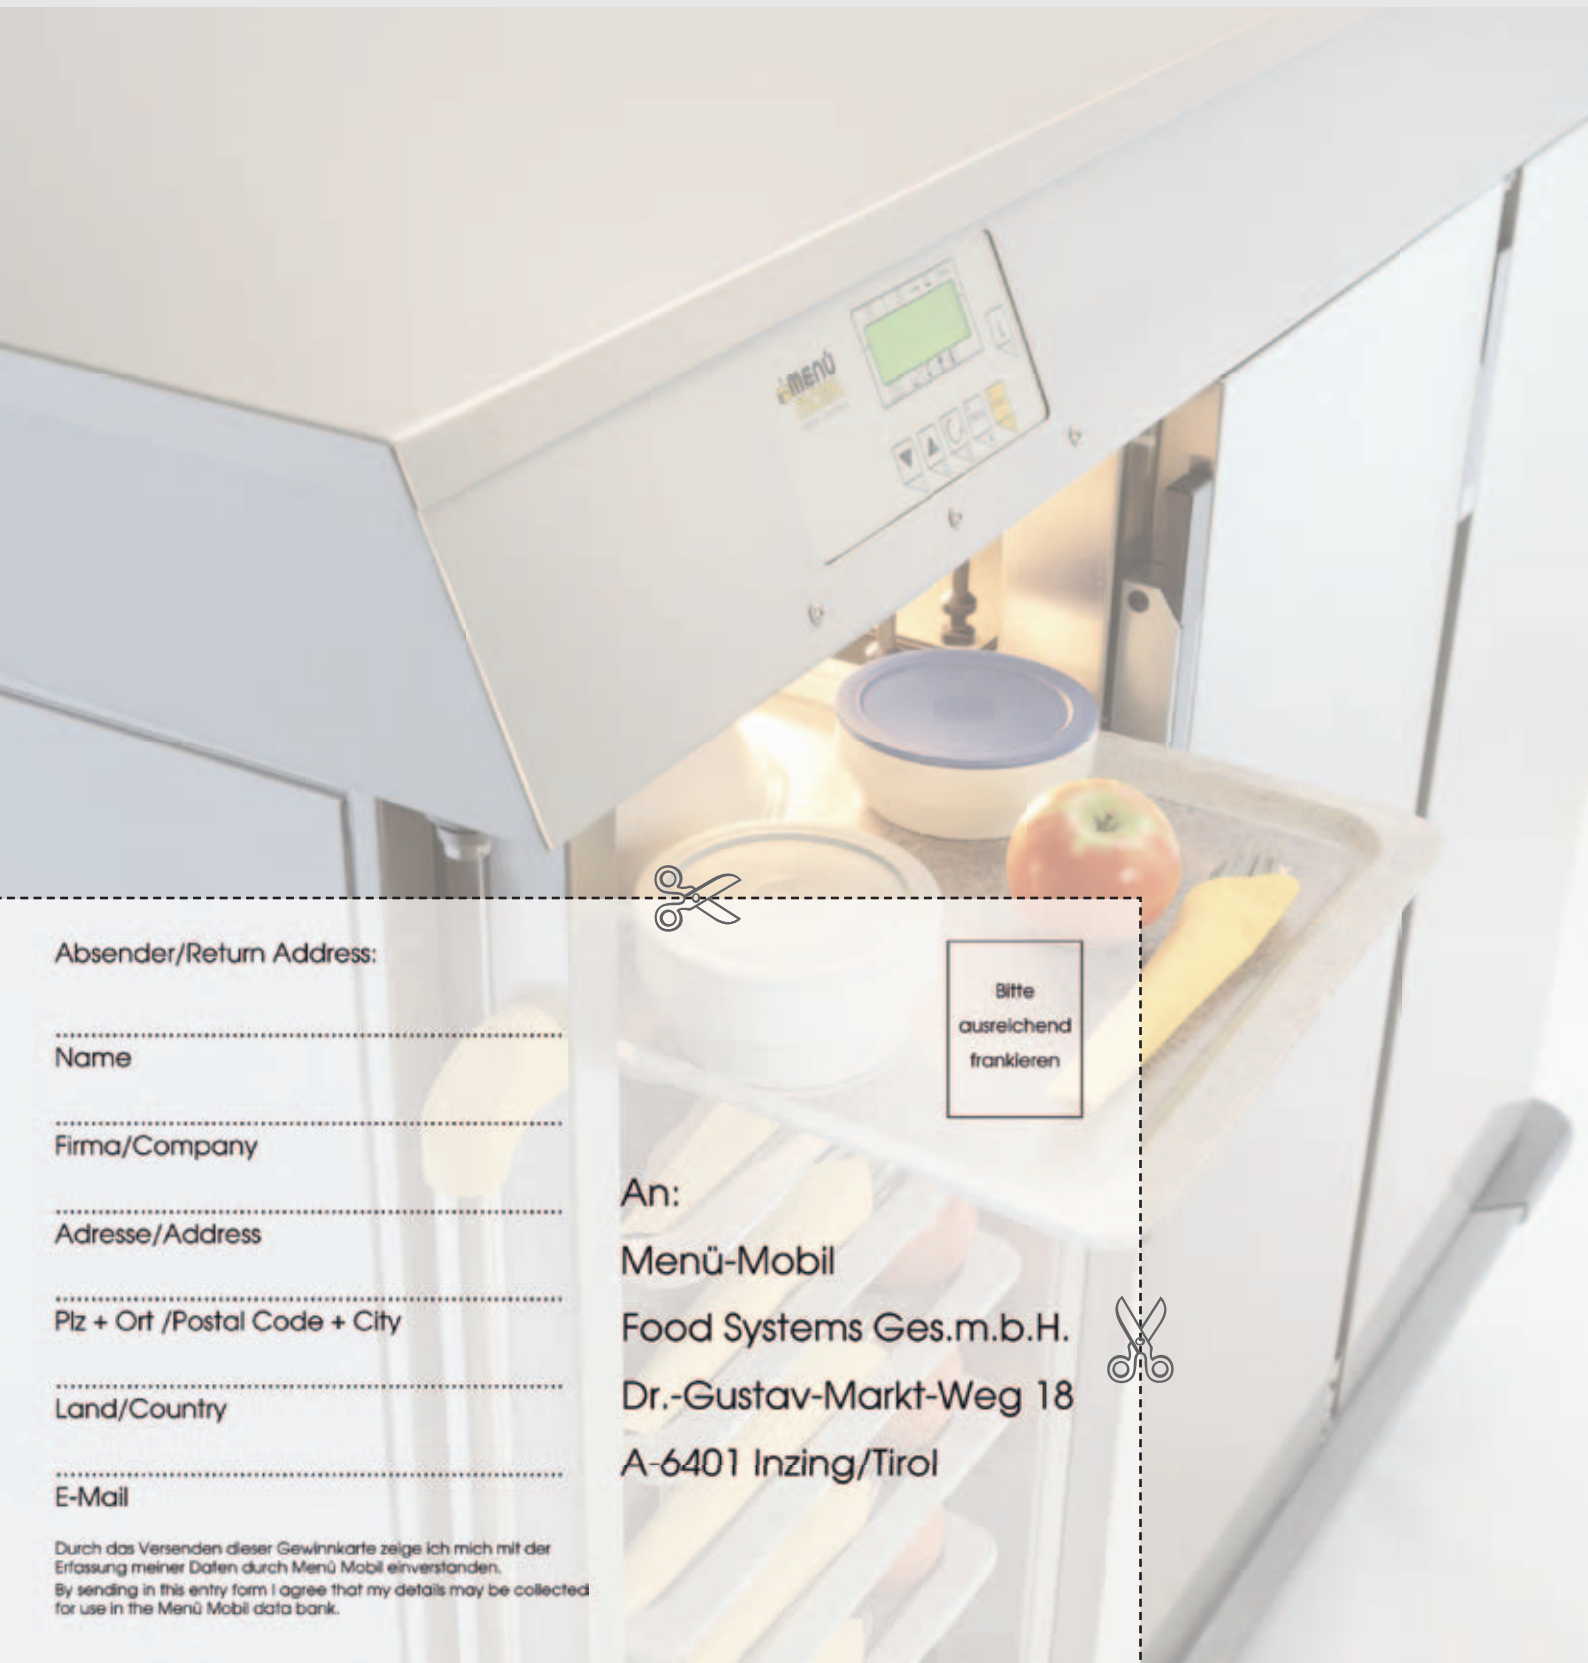 MENÜ
Absender/Return Address:
Name
Firma/Company
Adresse/Address
Plz + Ort /Postal Code + City
Land/Country
E-Mail
Durch das Versenden dieser Gewinnkarte zeige ich mich mit der
Erfassung meiner Daten durch Menü Mobil einverstanden.
By sending in this entry form I agree that my details may be collected
for use in the Menü Mobil data bank.
Bitte
ausreichend
frankieren
An:
Menü-Mobil
Food Systems Ges.m.b.H.
Dr.-Gustav-Markt-Weg 18
A-6401 Inzing/Tirol